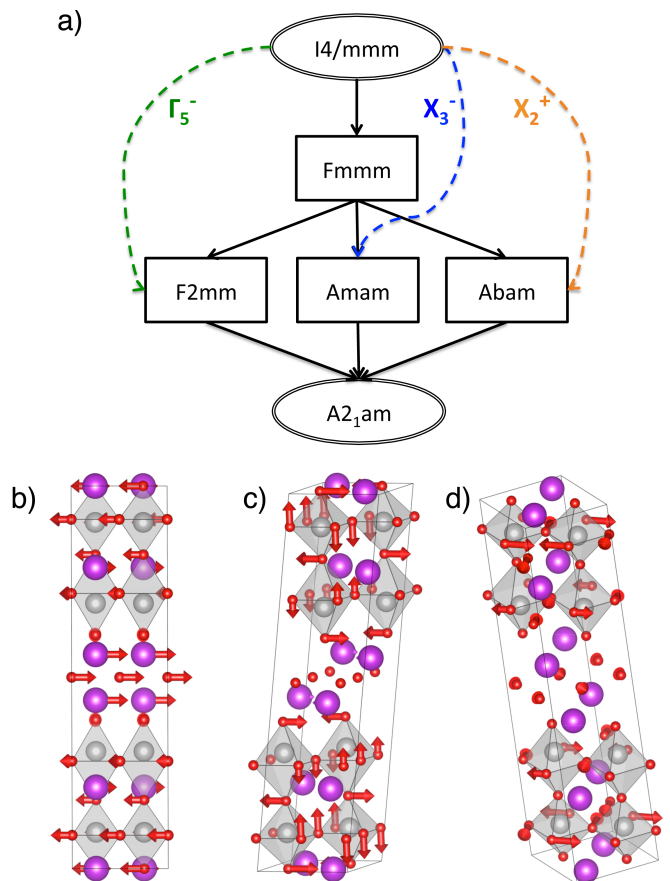 a)
I4/mmm
Γ₅⁻
X₃⁻
X₂⁺
Fmmm
F2mm Amam Abam
A2₁am
b) c) d)